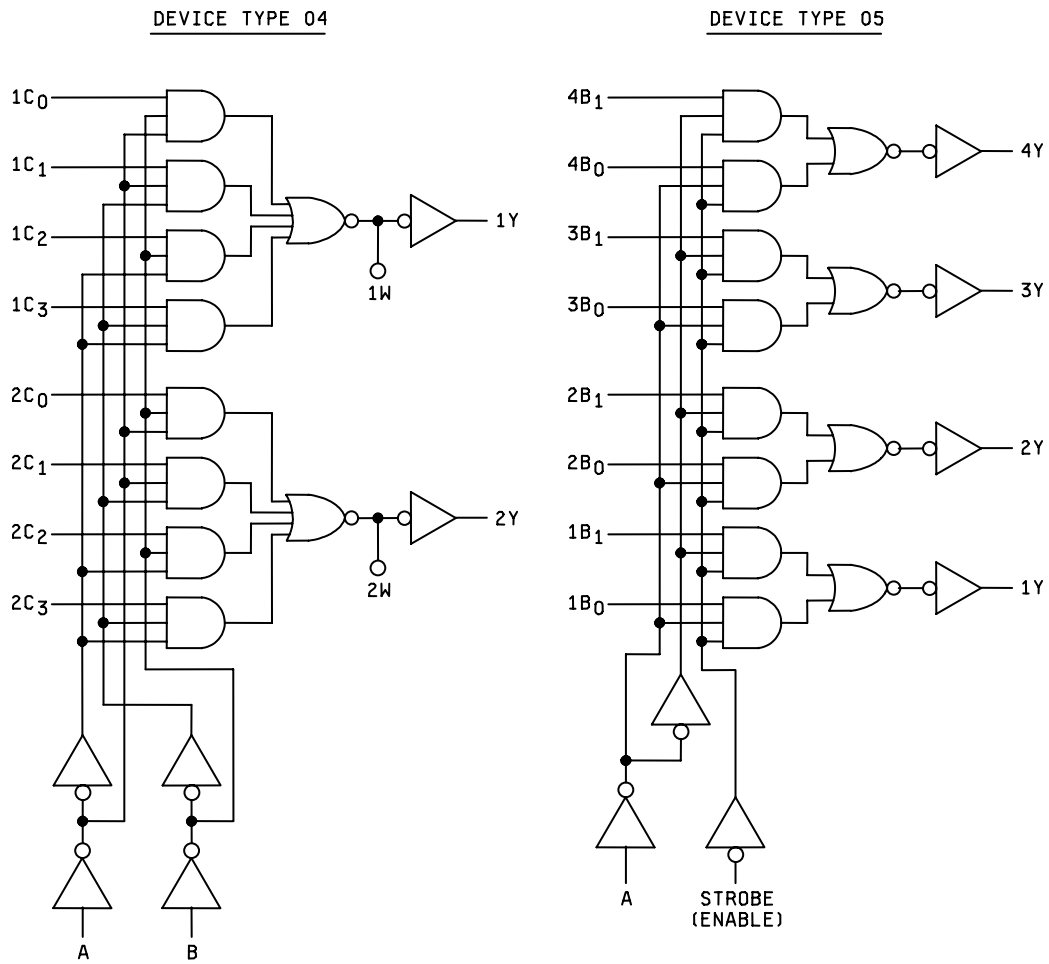 DEVICE TYPE 04
1C0
1C1
1C2
1C3
1Y
1W
2C0
2C1
2C2
2C3
2Y
2W
A
B
DEVICE TYPE 05
4B1
4B0
4Y
3B1
3B0
3Y
2B1
2B0
2Y
1B1
1B0
1Y
A
STROBE
(ENABLE)